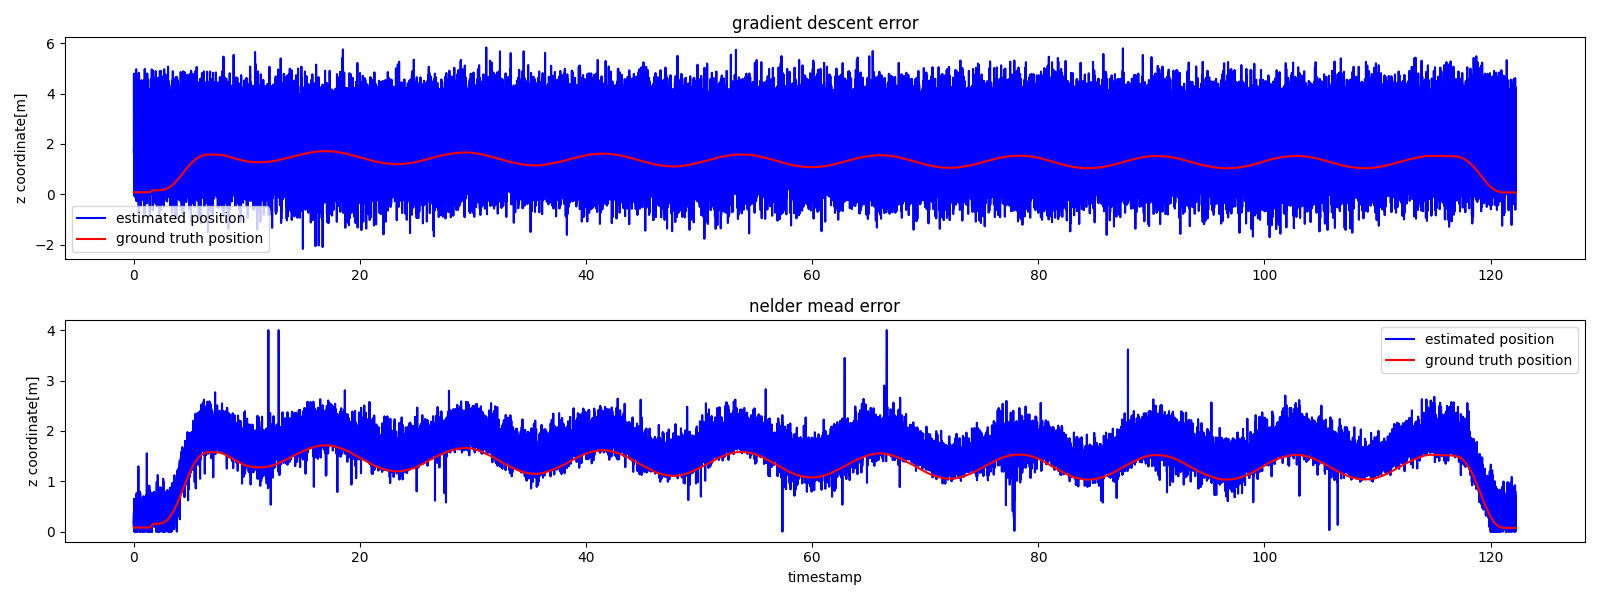 gradient descent error
z coordinate[m]
6
4
2
0
−2
estimated position
ground truth position
0
20
40
60
80
100
120
nelder mead error
z coordinate[m]
4
3
2
1
0
estimated position
ground truth position
0
20
40
60
80
100
120
timestamp